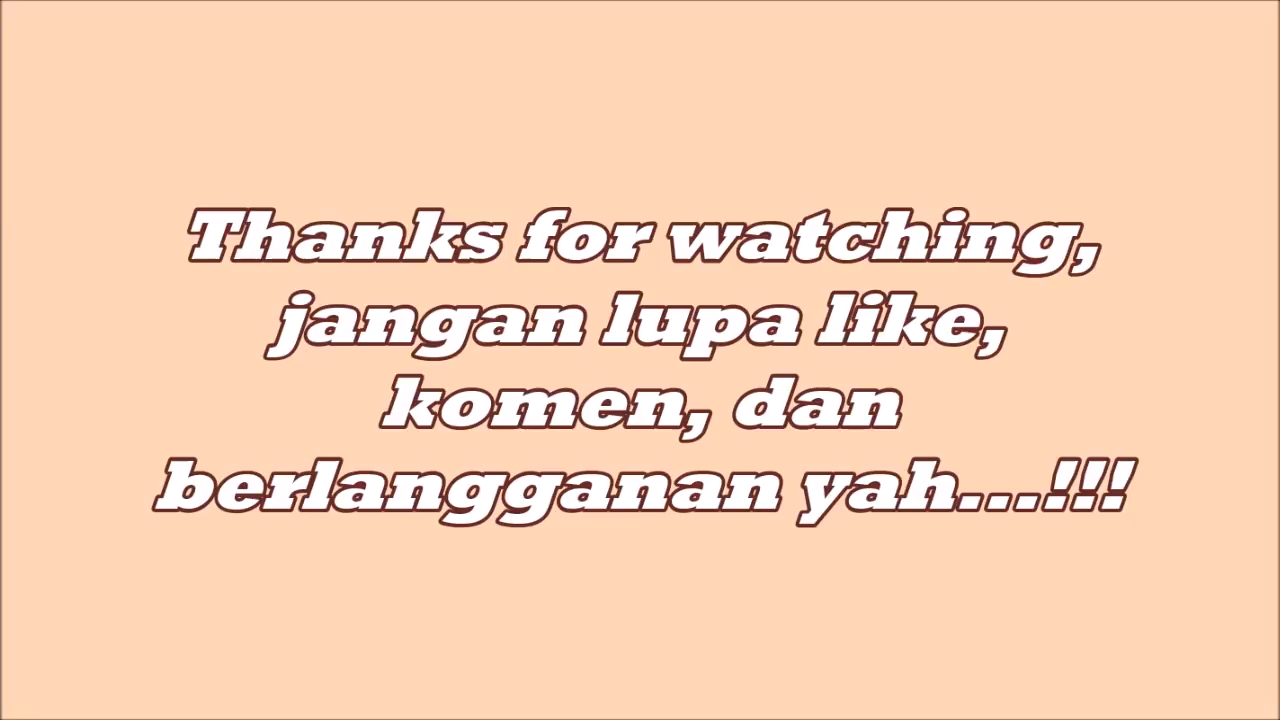 Thanks for watching,
jangan lupa like,
komen, dan
berlangganan yah...!!!